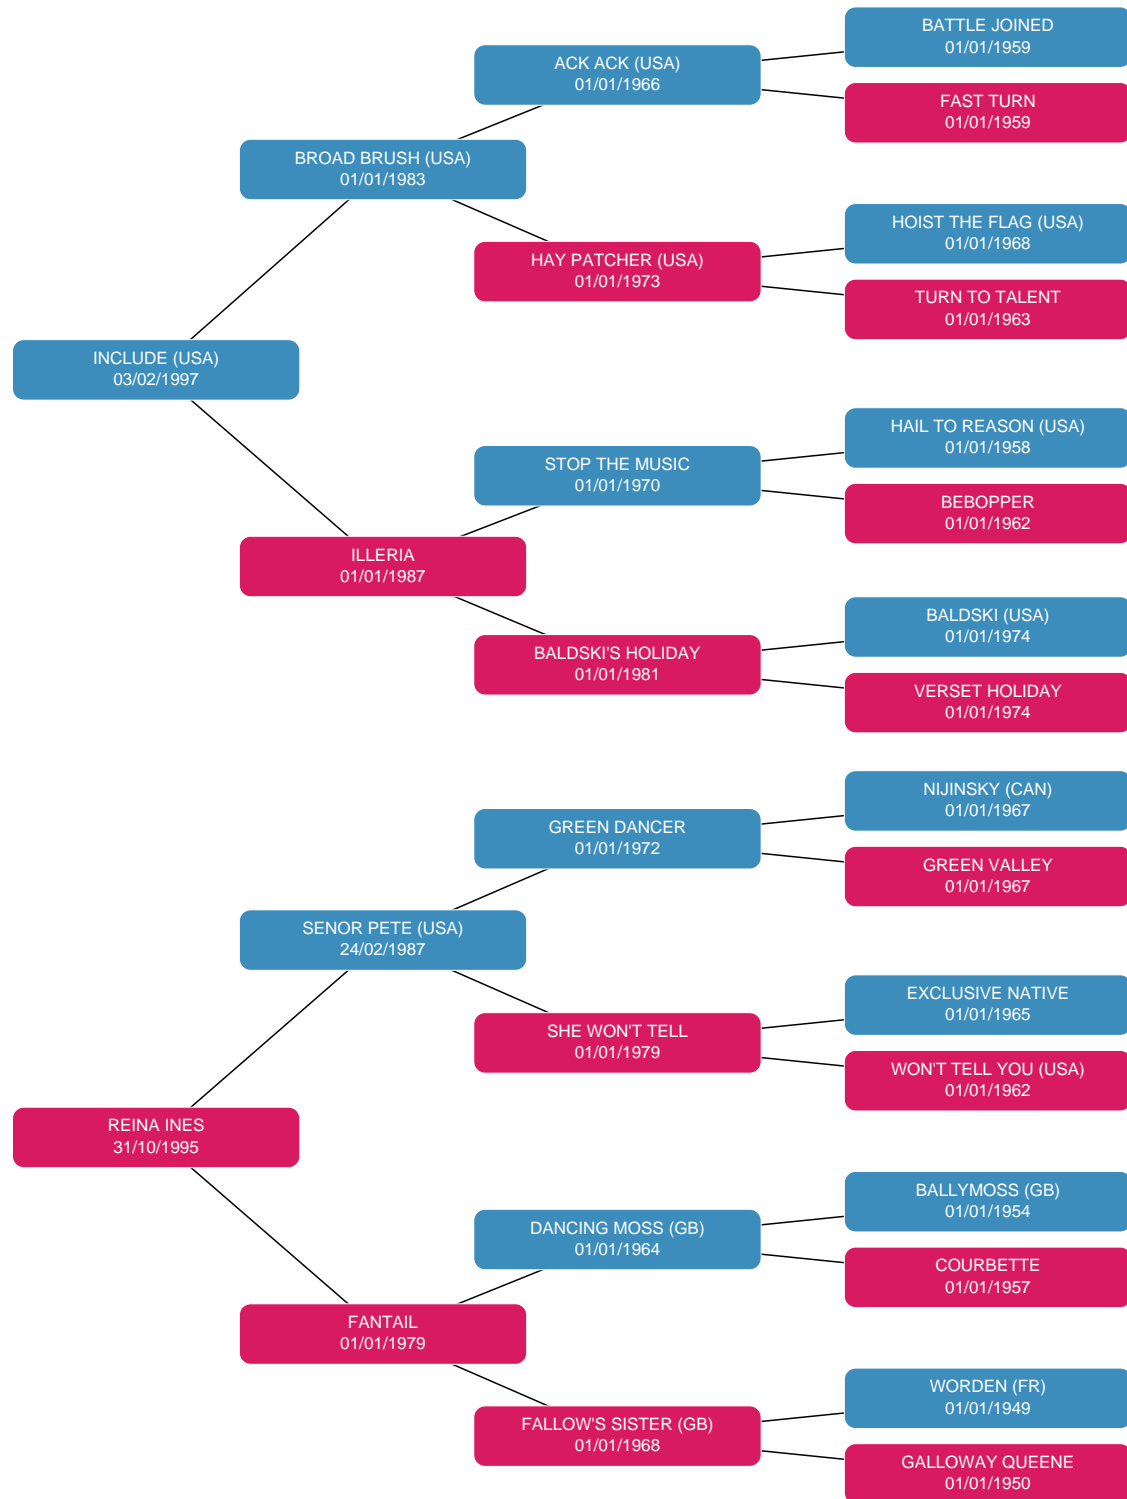 BATTLE JOINED
01/01/1959
ACK ACK (USA)
01/01/1966
FAST TURN
01/01/1959
BROAD BRUSH (USA)
01/01/1983
HOIST THE FLAG (USA)
01/01/1968
HAY PATCHER (USA)
01/01/1973
TURN TO TALENT
01/01/1963
INCLUDE (USA)
03/02/1997
HAIL TO REASON (USA)
01/01/1958
STOP THE MUSIC
01/01/1970
BEBOPPER
01/01/1962
ILLERIA
01/01/1987
BALDSKI (USA)
01/01/1974
BALDSKI'S HOLIDAY
01/01/1981
VERSET HOLIDAY
01/01/1974
NIJINSKY (CAN)
01/01/1967
GREEN DANCER
01/01/1972
GREEN VALLEY
01/01/1967
SENOR PETE (USA)
24/02/1987
EXCLUSIVE NATIVE
01/01/1965
SHE WON'T TELL
01/01/1979
WON'T TELL YOU (USA)
01/01/1962
REINA INES
31/10/1995
BALLYMOSS (GB)
01/01/1954
DANCING MOSS (GB)
01/01/1964
COURBETTE
01/01/1957
FANTAIL
01/01/1979
WORDEN (FR)
01/01/1949
FALLOW'S SISTER (GB)
01/01/1968
GALLOWAY QUEENE
01/01/1950